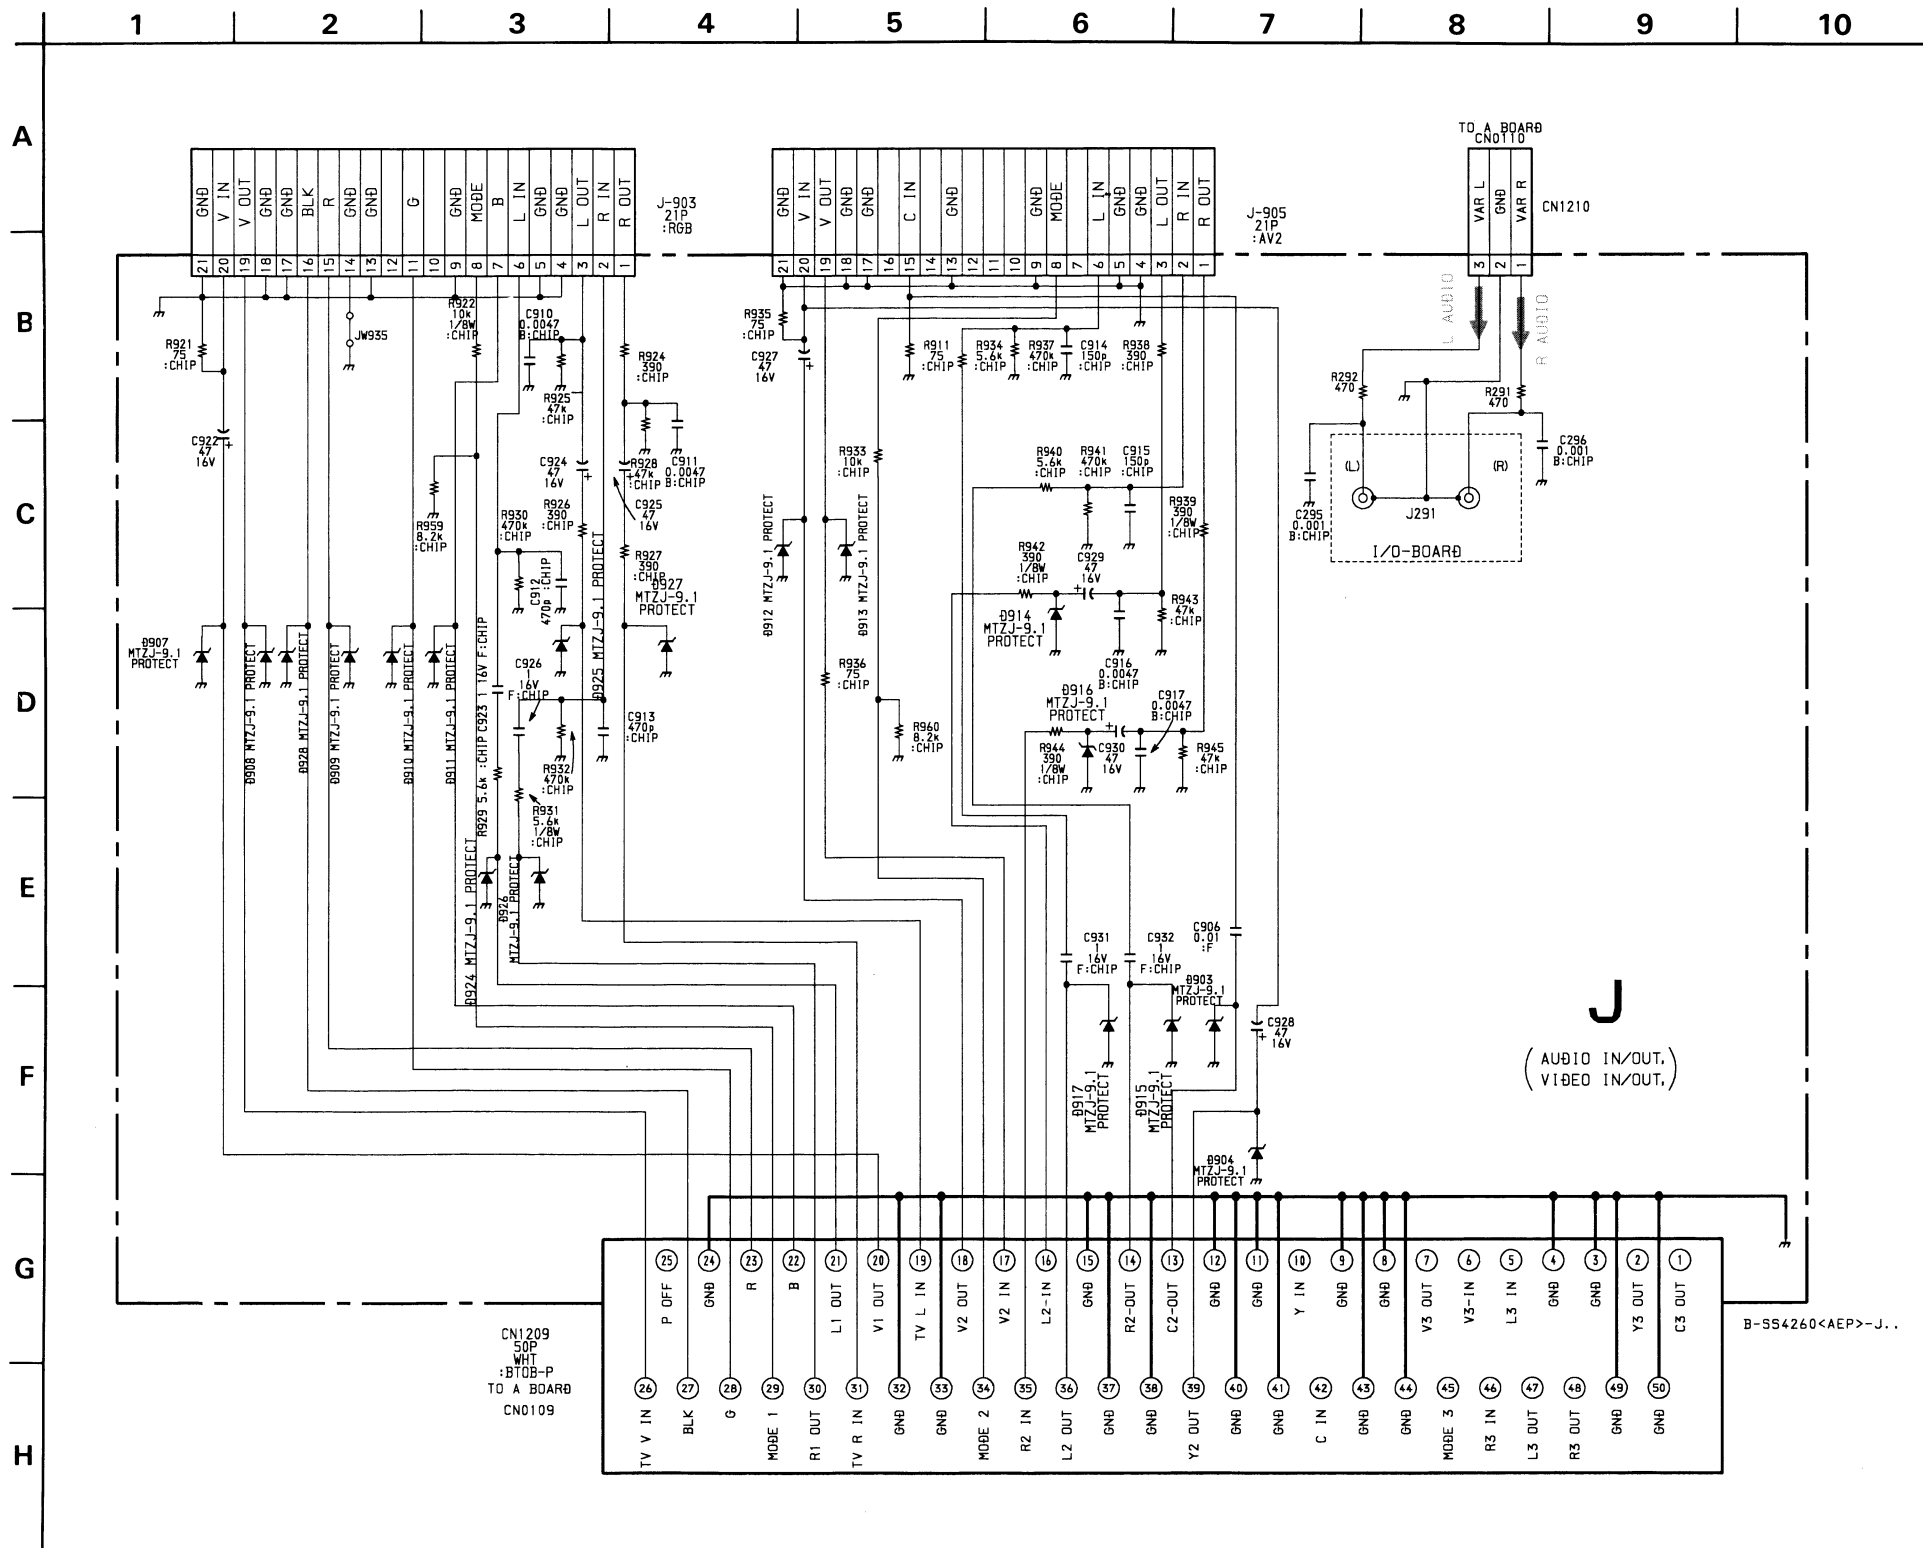 1 2 3 4 5 6 7 8 9 10
A
B
C
D
E
F
G
H
GND
V IN
V OUT
GND
GND
BLK
R
GND
GND
G
GND
MODE
B
L IN
GND
GND
L OUT
R IN
R OUT
21 20 19 18 17 16 15 14 13 12 11 10 9 8 7 6 5 4 3 2 1
J-903
21P
:RGB
GND
V IN
V OUT
GND
GND
C IN
GND
GND
MODE
L IN
GND
GND
L OUT
R IN
R OUT
21 20 19 18 17 16 15 14 13 12 11 10 9 8 7 6 5 4 3 2 1
J-905
21P
:AV2
TO A BOARD
CN0110
VAR L
GND
VAR R
3 2 1
CN1210
L AUDIO
R AUDIO
R921
75
:CHIP
JW935
R922
10k
1/8W
:CHIP
C910
0.0047
B:CHIP
R925
47k
:CHIP
R924
390
:CHIP
R935
75
:CHIP
C927
47
16V
R911
75
:CHIP
R934
5.6k
:CHIP
R937
470k
:CHIP
C914
150p
:CHIP
R938
390
:CHIP
R292
470
R291
470
C922
47
16V
C924
47
16V
R928
47k
:CHIP
C911
0.0047
B:CHIP
C925
47
16V
R926
390
:CHIP
R930
470k
:CHIP
R959
8.2k
:CHIP
R927
390
:CHIP
D927
MTZJ-9.1
PROTECT
C912
470p :CHIP
R933
10k
:CHIP
R940
5.6k
:CHIP
R941
470k
:CHIP
C915
150p
:CHIP
R939
390
1/8W
:CHIP
D912 MTZJ-9.1 PROTECT
D913 MTZJ-9.1 PROTECT
R942
390
1/8W
:CHIP
C929
47
16V
D914
MTZJ-9.1
PROTECT
R943
47k
:CHIP
C295
0.001
B:CHIP
(L)
(R)
J291
I/O-BOARD
C296
0.001
B:CHIP
D907
MTZJ-9.1
PROTECT
D908 MTZJ-9.1 PROTECT
D928 MTZJ-9.1 PROTECT
D909 MTZJ-9.1 PROTECT
D910 MTZJ-9.1 PROTECT
D911 MTZJ-9.1 PROTECT
R929 5.6k :CHIP C923 1 16V F:CHIP
C926
1
16V
F:CHIP
D925 MTZJ-9.1 PROTECT
C913
470p
:CHIP
R932
470k
:CHIP
R931
5.6k
1/8W
:CHIP
R936
75
:CHIP
R960
8.2k
:CHIP
C916
0.0047
B:CHIP
D916
MTZJ-9.1
PROTECT
C917
0.0047
B:CHIP
R944
390
1/8W
:CHIP
C930
47
16V
R945
47k
:CHIP
D924 MTZJ-9.1 PROTECT
D926
MTZJ-9.1 PROTECT
C931
1
16V
F:CHIP
C932
1
16V
F:CHIP
C906
0.01
:F
D903
MTZJ-9.1
PROTECT
C928
47
16V
D917
MTZJ-9.1
PROTECT
D915
MTZJ-9.1
PROTECT
D904
MTZJ-9.1
PROTECT
J
(AUDIO IN/OUT,
VIDEO IN/OUT,)
25 24 23 22 21 20 19 18 17 16 15 14 13 12 11 10 9 8 7 6 5 4 3 2 1
P OFF
GND
R
B
L1 OUT
V1 OUT
TV L IN
V2 OUT
V2 IN
L2-IN
GND
R2-OUT
C2-OUT
GND
GND
Y IN
GND
GND
V3 OUT
V3-IN
L3 IN
GND
GND
Y3 OUT
C3 OUT
B-SS4260<AEP>-J..
CN1209
50P
WHT
:BTOB-P
TO A BOARD
CN0109
26 27 28 29 30 31 32 33 34 35 36 37 38 39 40 41 42 43 44 45 46 47 48 49 50
TV V IN
BLK
G
MODE 1
R1 OUT
TV R IN
GND
GND
MODE 2
R2 IN
L2 OUT
GND
GND
Y2 OUT
GND
GND
C IN
GND
GND
MODE 3
R3 IN
L3 OUT
R3 OUT
GND
GND